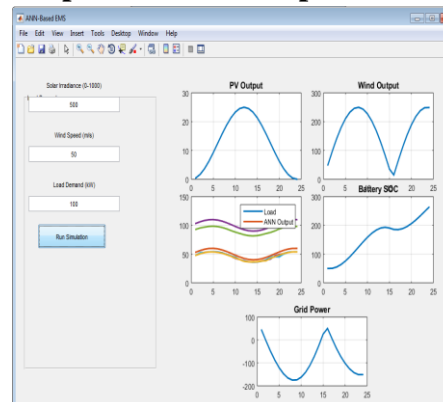 ANN-Based EMS
File Edit View Insert Tools Desktop Window Help
Solar Irradance (0-1000)
500
Wind Speed (m/s)
50
Load Demand (kW)
100
Run Simulation
PV Output
30
20
10
0
0 5 10 15 20 25
Wind Output
300
200
100
0
0 5 10 15 20 25
150
100
50
0
0 5 10 15 20 25
Load
ANN Output
Battery SOC
300
200
100
0
0 5 10 15 20 25
Grid Power
100
0
-100
-200
0 5 10 15 20 25